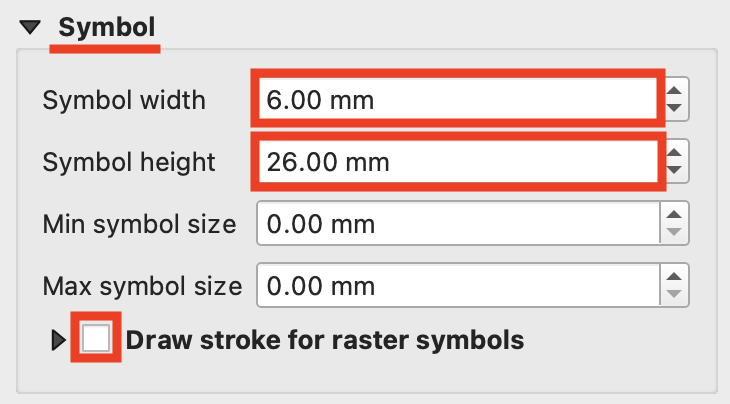 Symbol
Symbol width 6.00 mm
Symbol height 26.00 mm
Min symbol size 0.00 mm
Max symbol size 0.00 mm
Draw stroke for raster symbols